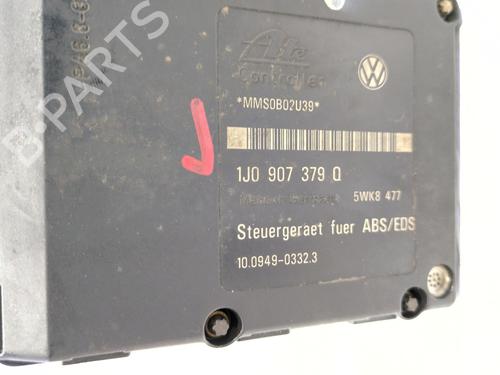 Ate
Controller
*MMS0B02U39*
1J0 907 379 Q
5WK8 477
Steuergeraet fuer ABS/EDS
10.0949-0332.3
B-PARTS